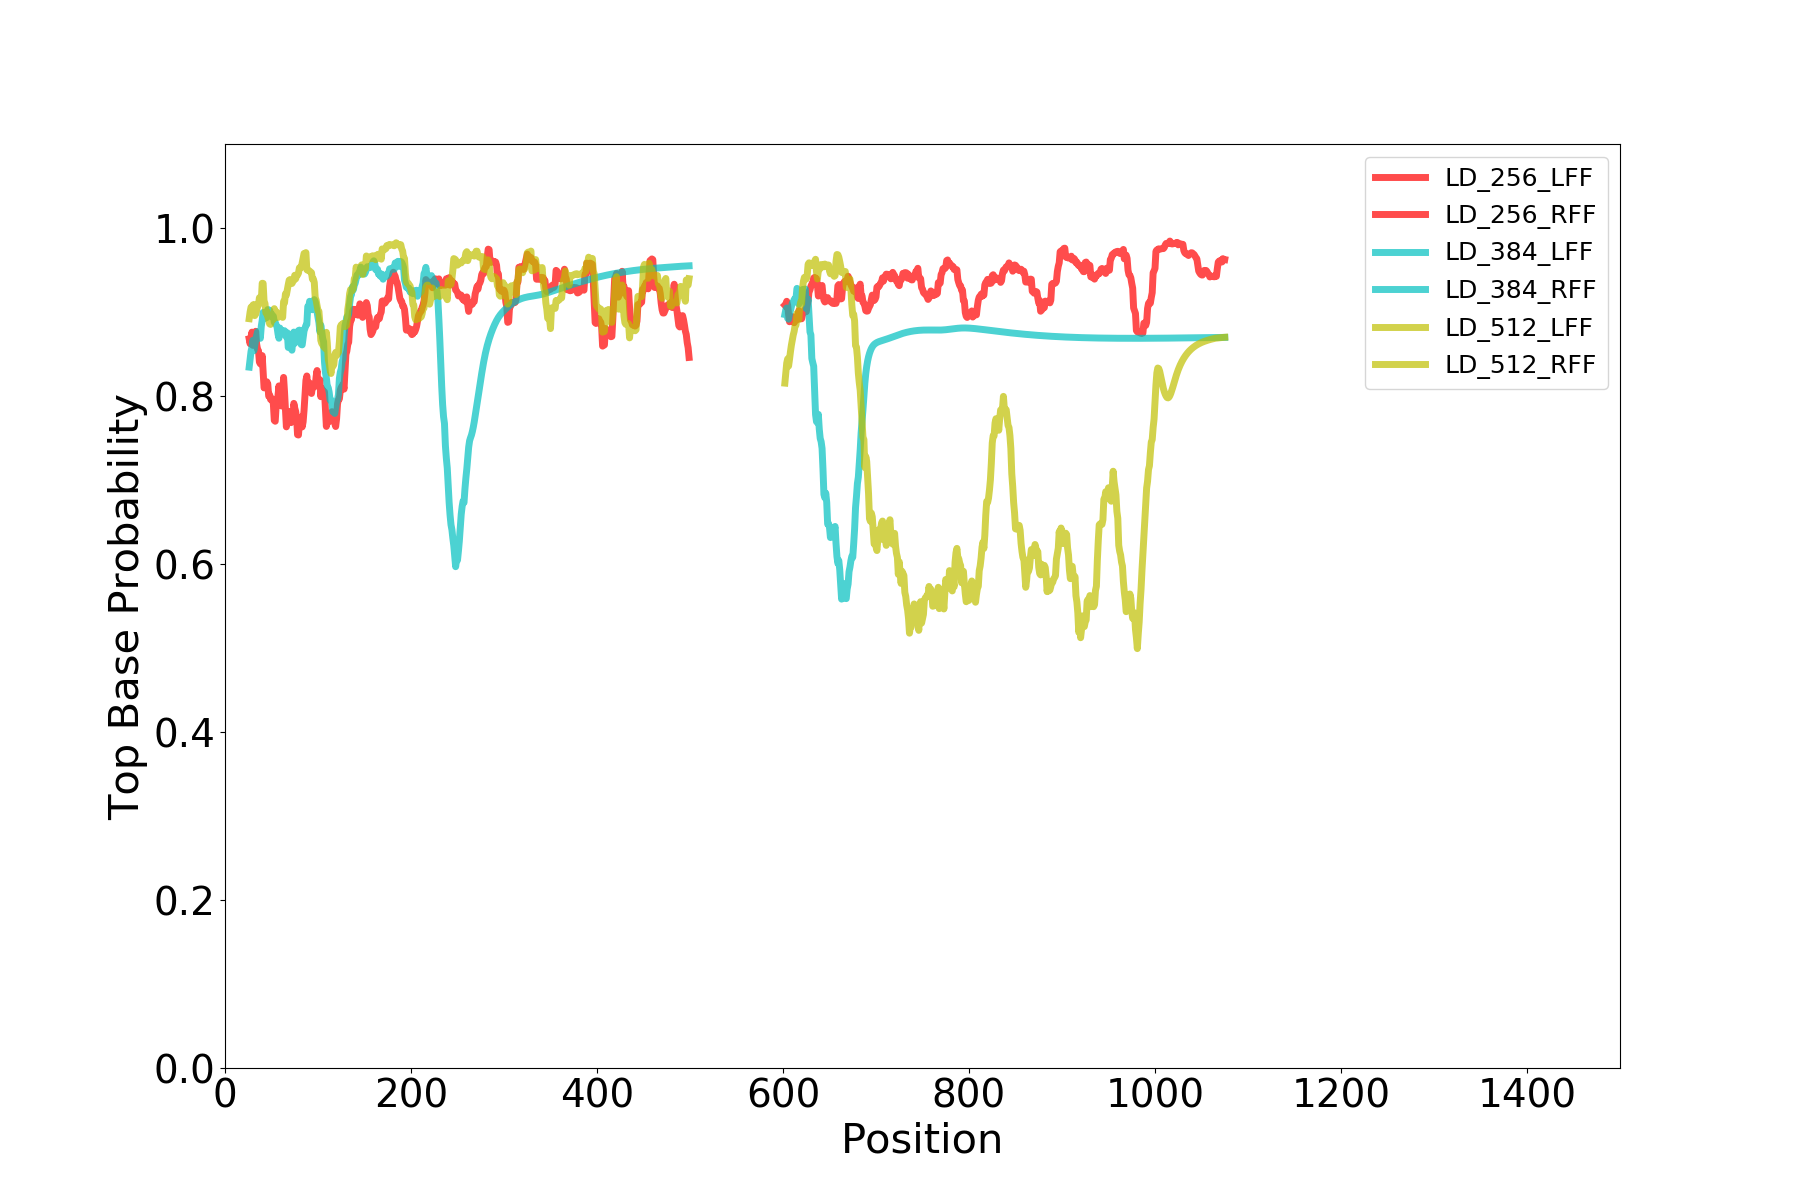 LD_256_LFF
LD_256_RFF
LD_384_LFF
LD_384_RFF
LD_512_LFF
LD_512_RFF
1.0
0.8
0.6
0.4
0.2
0.0
Top Base Probability
0 200 400 600 800 1000 1200 1400
Position